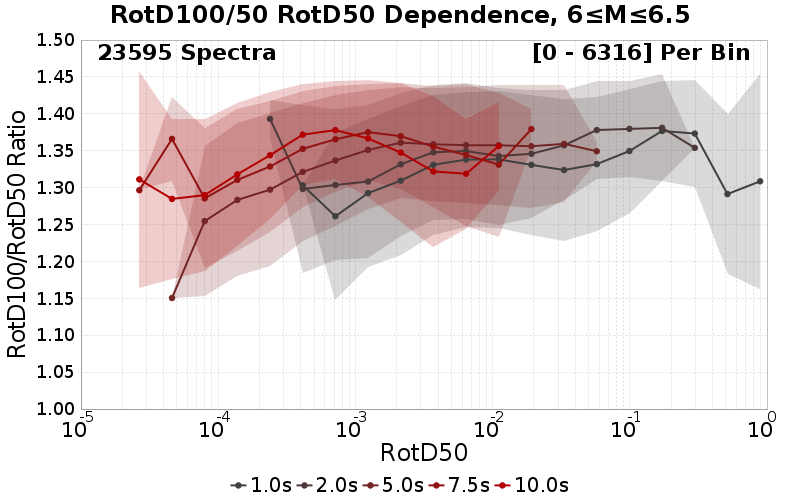 RotD100/50 RotD50 Dependence, 6≤M≤6.5
23595 Spectra
[0 - 6316] Per Bin
RotD100/RotD50 Ratio
1.50
1.45
1.40
1.35
1.30
1.25
1.20
1.15
1.10
1.05
1.00
10^-5
10^-4
10^-3
10^-2
10^-1
10^0
RotD50
1.0s 2.0s 5.0s 7.5s 10.0s